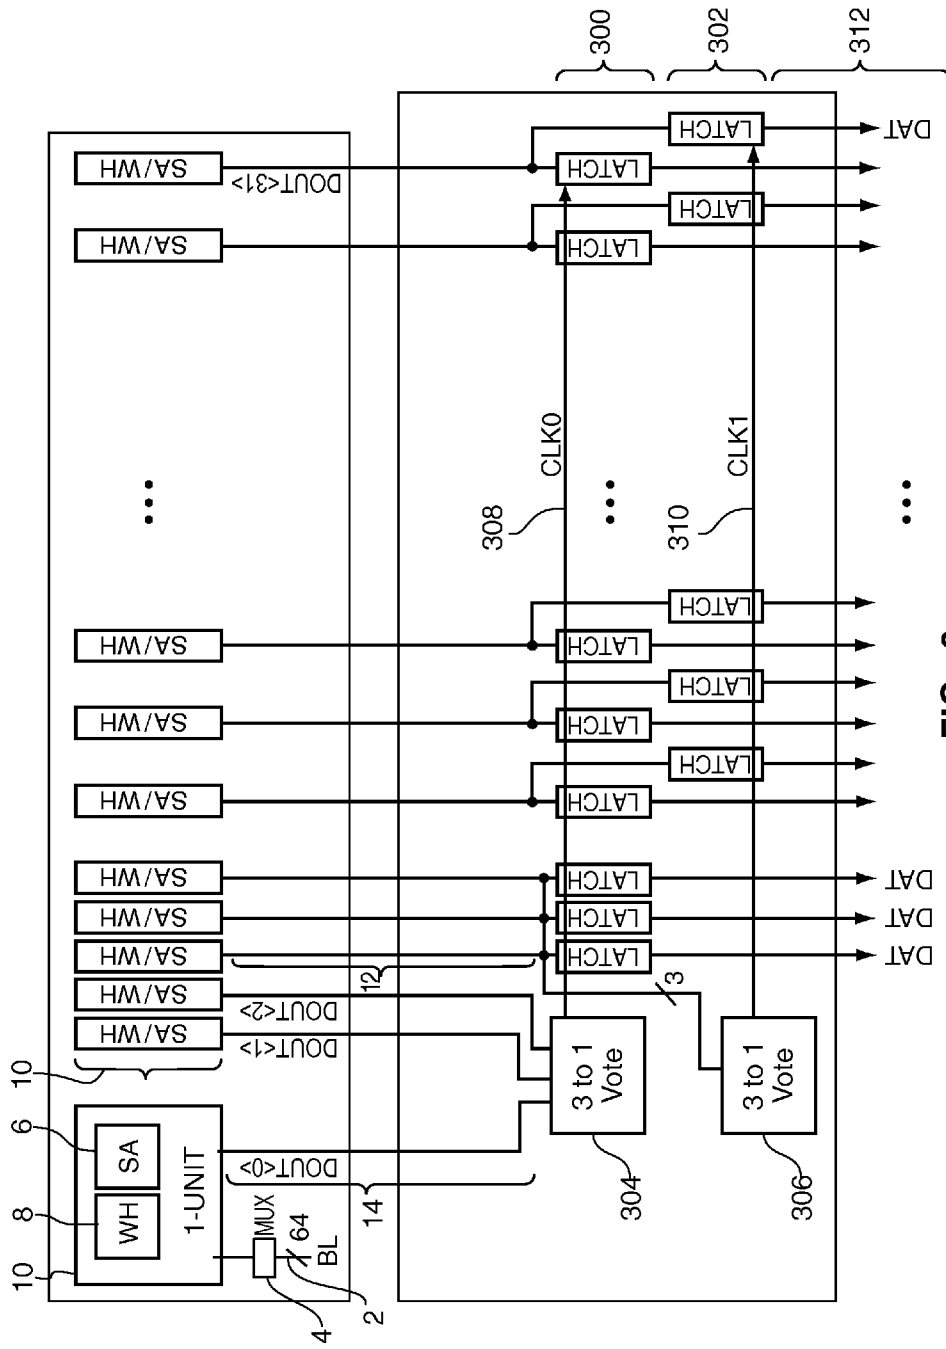 10
8
6
10
WH
SA
1-UNIT
SA/WH
SA/WH
SA/WH
SA/WH
SA/WH
SA/WH
SA/WH
SA/WH
...
SA/WH
SA/WH
4
MUX
2
64
BL
14
DOUT<0>
DOUT<1>
DOUT<2>
12
DOUT<31>
304
3 to 1
Vote
308
CLK0
LATCH
LATCH
LATCH
LATCH
LATCH
LATCH
...
LATCH
LATCH
300
3
306
3 to 1
Vote
310
CLK1
LATCH
LATCH
LATCH
LATCH
LATCH
302
DAT
DAT
DAT
...
DAT
312